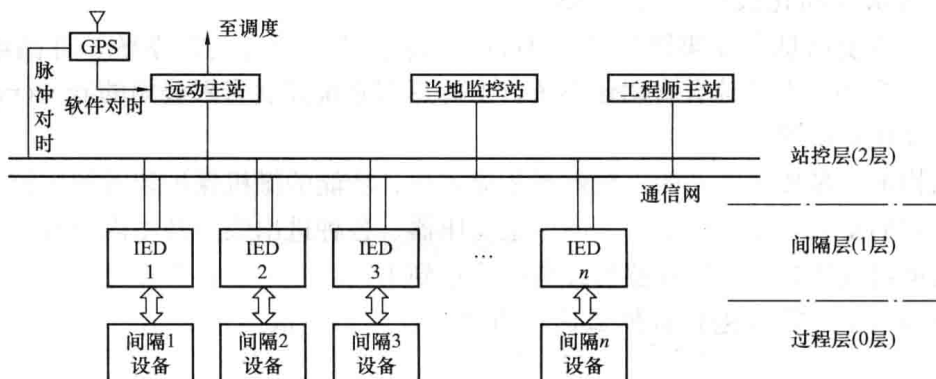 GPS
至调度
脉冲对时
软件对时
远动主站
当地监控站
工程师主站
站控层(2层)
通信网
IED
1
IED
2
IED
3
…
IED
n
间隔层(1层)
间隔1
设备
间隔2
设备
间隔3
设备
间隔n
设备
过程层(0层)